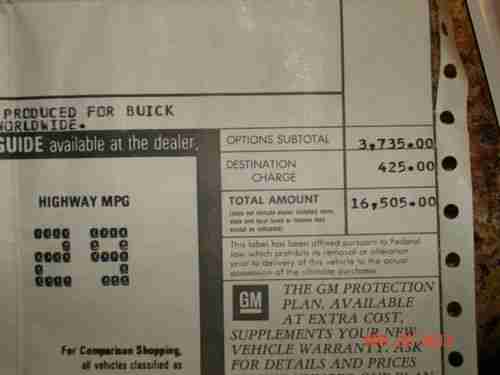 PRODUCED FOR BUICK
WORLDWIDE.
GUIDE available at the dealer.
HIGHWAY MPG
29
For Comparison Shopping,
all vehicles classified as
OPTIONS SUBTOTAL 3,735.00
DESTINATION
CHARGE 425.00
TOTAL AMOUNT 16,505.00
This label has been affixed pursuant to Federal
law which prohibits its removal or alteration
prior to delivery of this vehicle to the actual
possession of the ultimate purchaser.
GM
THE GM PROTECTION
PLAN, AVAILABLE
AT EXTRA COST,
SUPPLEMENTS YOUR NEW
VEHICLE WARRANTY. ASK
FOR DETAILS AND PRICES